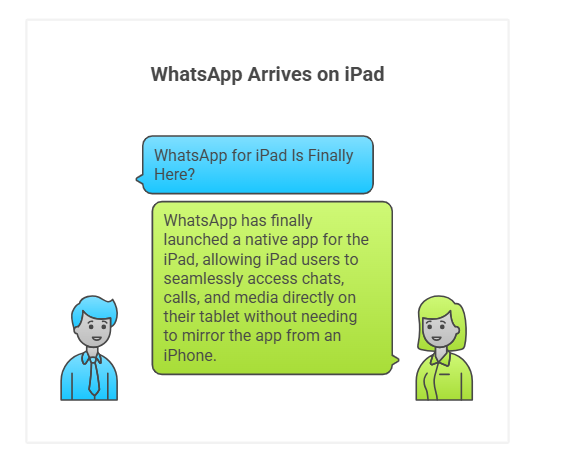 WhatsApp Arrives on iPad
WhatsApp for iPad Is Finally
Here?
WhatsApp has finally
launched a native app for the
iPad, allowing iPad users to
seamlessly access chats,
calls, and media directly on
their tablet without needing
to mirror the app from an
iPhone.